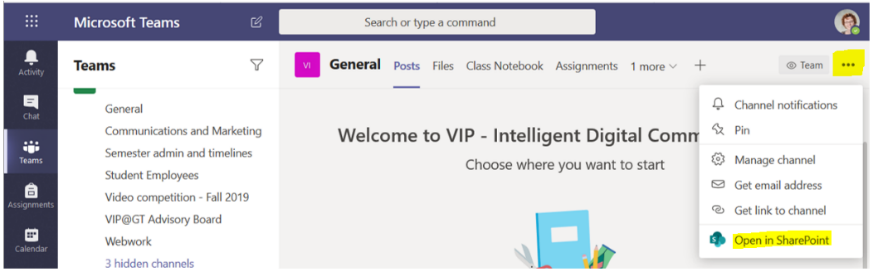 Microsoft Teams
Search or type a command
Activity
Chat
Teams
Assignments
Calendar
Teams
General
Communications and Marketing
Semester admin and timelines
Student Employees
Video competition - Fall 2019
VIP@GT Advisory Board
Webwork
3 hidden channels
VI
General
Posts
Files
Class Notebook
Assignments
1 more
Team
Welcome to VIP - Intelligent Digital Comm
Choose where you want to start
Channel notifications
Pin
Manage channel
Get email address
Get link to channel
Open in SharePoint